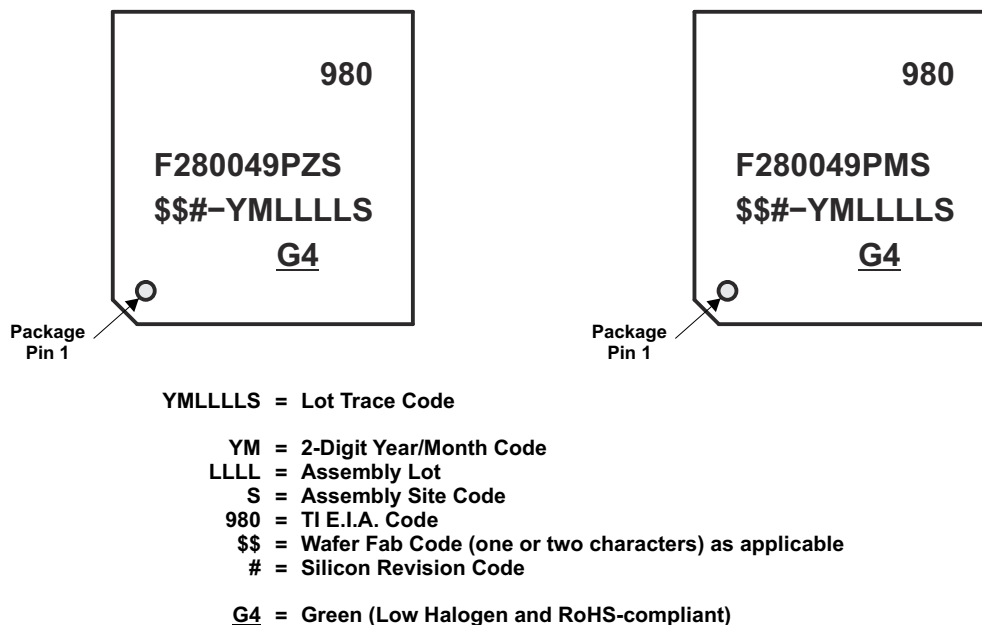 980
F280049PZS
$$#−YMLLLLS
G4
Package
Pin 1
980
F280049PMS
$$#−YMLLLLS
G4
Package
Pin 1
YMLLLLS = Lot Trace Code
YM = 2-Digit Year/Month Code
LLLL = Assembly Lot
S = Assembly Site Code
980 = TI E.I.A. Code
$$ = Wafer Fab Code (one or two characters) as applicable
# = Silicon Revision Code
G4 = Green (Low Halogen and RoHS-compliant)